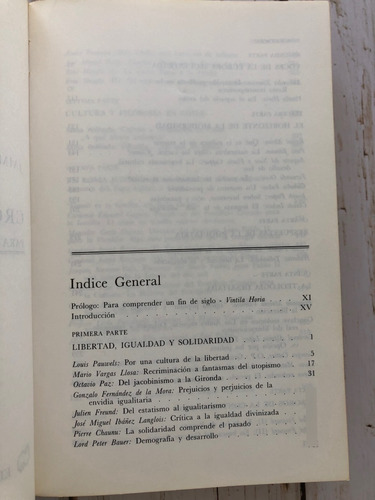 Indice General
Prólogo: Para comprender un fin de siglo - Vintila Horia XI
Introducción XV
PRIMERA PARTE
LIBERTAD, IGUALDAD Y SOLIDARIDAD 1
Louis Pauwels: Por una cultura de la libertad 5
Mario Vargas Llosa: Recriminación a fantasmas del utopismo 17
Octavio Paz: Del jacobinismo a la Gironda 31
Gonzalo Fernández de la Mora: Prejuicios y perjuicios de la
envidia igualitaria
Julien Freund: Del estatismo al igualitarismo
José Miguel Ibáñez Langlois: Crítica a la igualdad divinizada
Pierre Chaunu: La solidaridad comprende el pasado
Lord Peter Bauer: Demografía y desarrollo